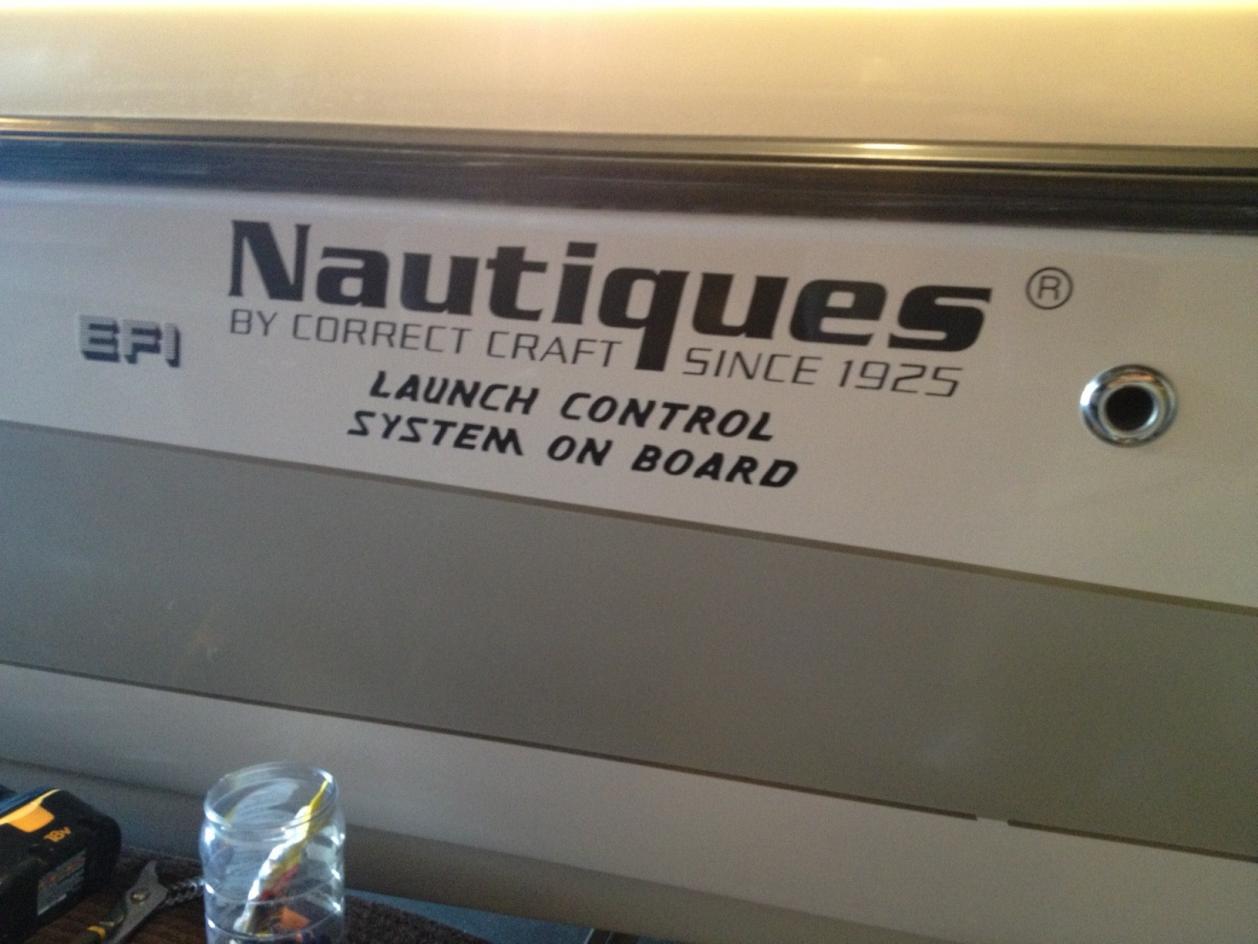 Nautiques ®
EFI
BY CORRECT CRAFT SINCE 1925
LAUNCH CONTROL
SYSTEM ON BOARD
18v